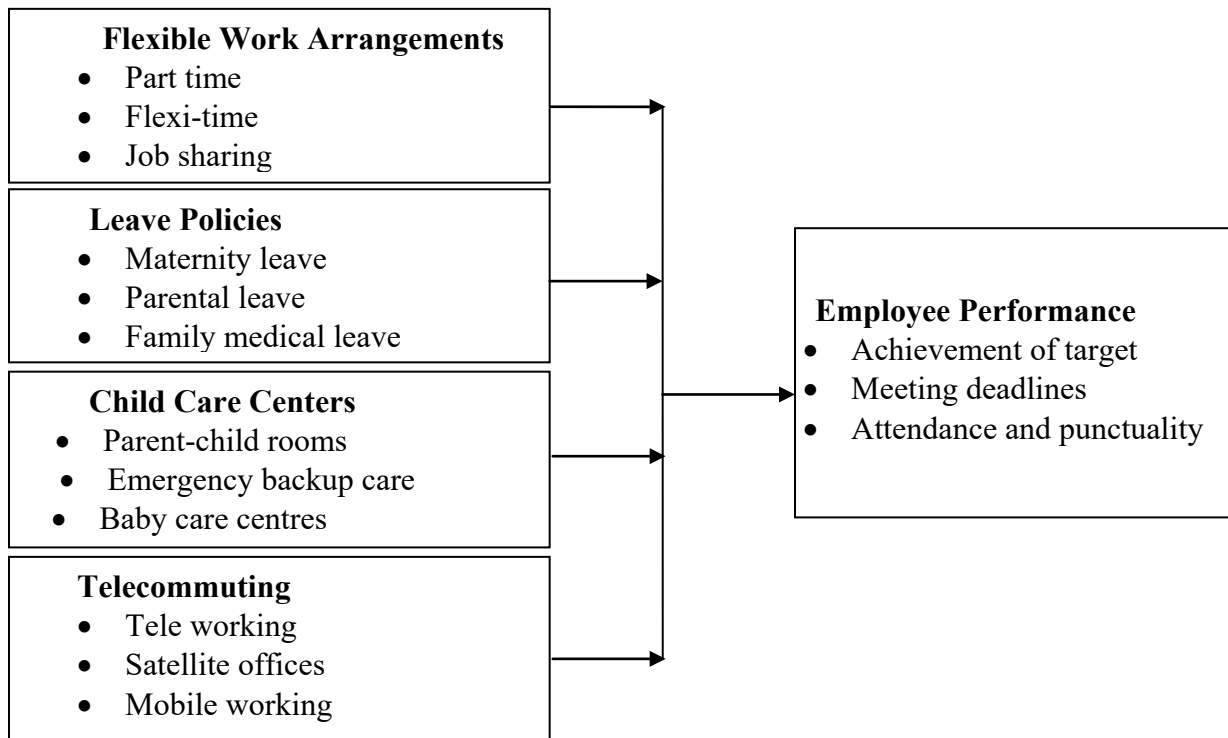 Flexible Work Arrangements
• Part time
• Flexi-time
• Job sharing
Leave Policies
• Maternity leave
• Parental leave
• Family medical leave
Child Care Centers
• Parent-child rooms
• Emergency backup care
• Baby care centres
Telecommuting
• Tele working
• Satellite offices
• Mobile working
Employee Performance
• Achievement of target
• Meeting deadlines
• Attendance and punctuality